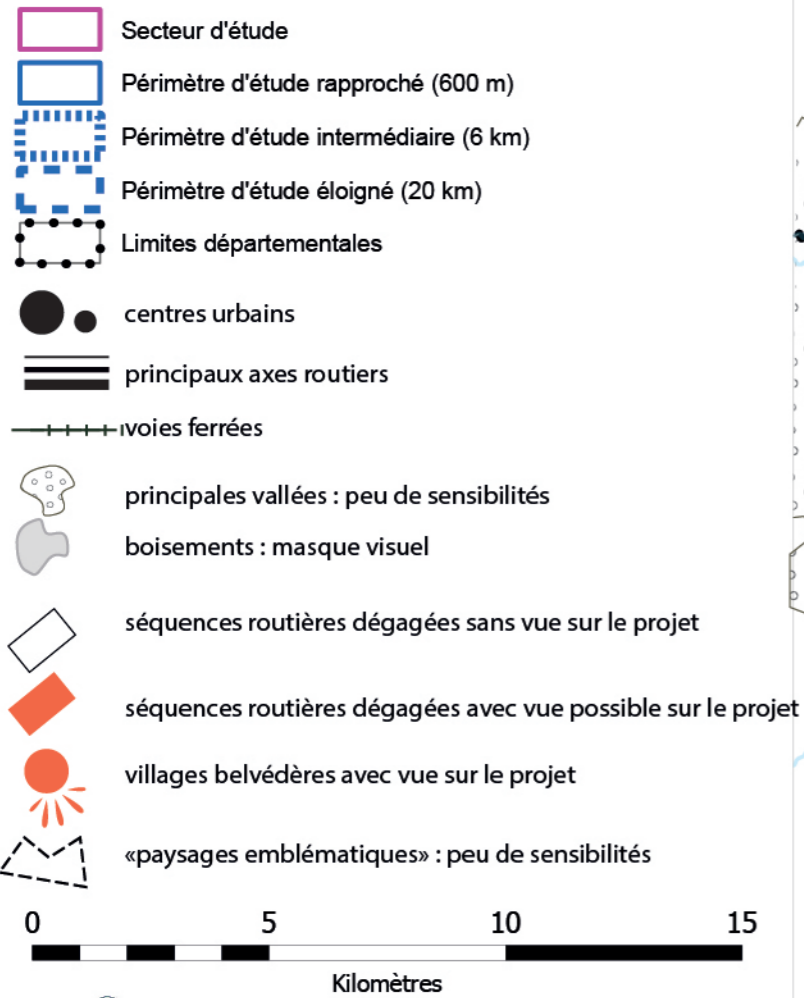 Secteur d'étude
Périmètre d'étude rapproché (600 m)
Périmètre d'étude intermédiaire (6 km)
Périmètre d'étude éloigné (20 km)
Limites départementales
centres urbains
principaux axes routiers
voies ferrées
principales vallées : peu de sensibilités
boisements : masque visuel
séquences routières dégagées sans vue sur le projet
séquences routières dégagées avec vue possible sur le projet
villages belvédères avec vue sur le projet
«paysages emblématiques» : peu de sensibilités
0 5 10 15
Kilomètres